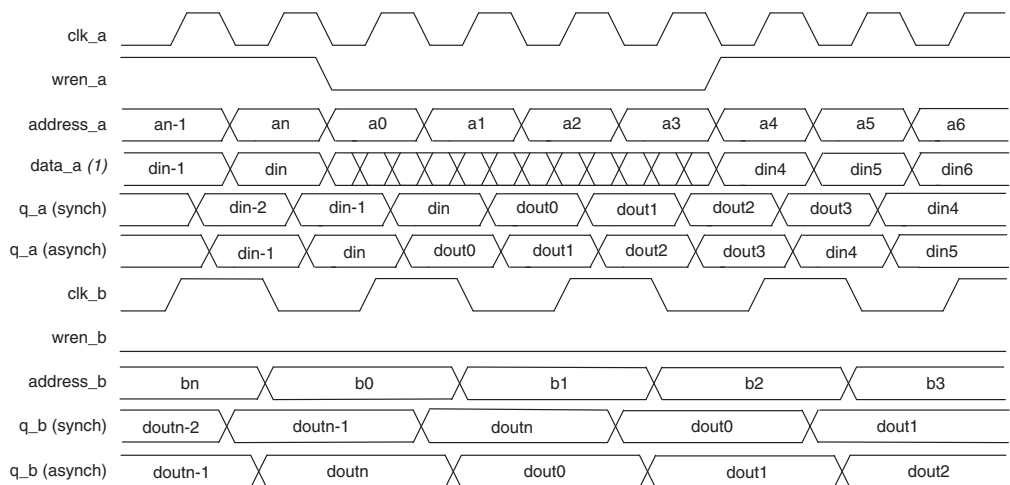 clk_a
wren_a
address_a an-1 an a0 a1 a2 a3 a4 a5 a6
data_a (1) din-1 din din4 din5 din6
q_a (synch) din-2 din-1 din dout0 dout1 dout2 dout3 din4
q_a (asynch) din-1 din dout0 dout1 dout2 dout3 din4 din5
clk_b
wren_b
address_b bn b0 b1 b2 b3
q_b (synch) doutn-2 doutn-1 doutn dout0 dout1
q_b (asynch) doutn-1 doutn dout0 dout1 dout2